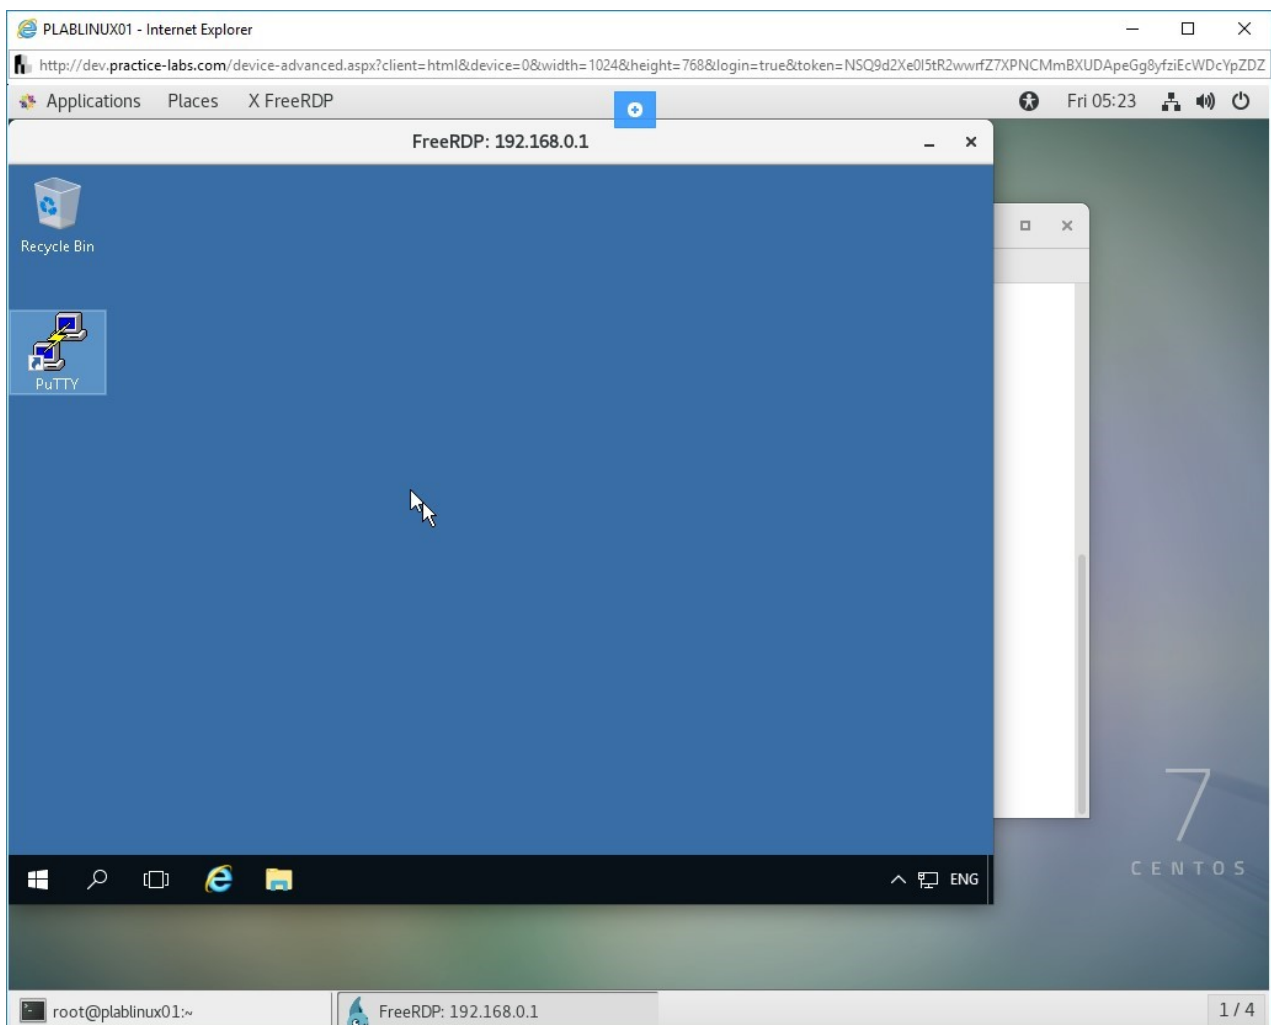 PLABLINUX01 - Internet Explorer
http://dev.practice-labs.com/device-advanced.aspx?client=html&device=0&width=1024&height=768&login=true&token=NSQ9d2Xe0I5tR2wwrfZ7XPNCMmBXUDApeGg8yfziEcWDcYpZDZ
Applications Places X FreeRDP Fri 05:23
FreeRDP: 192.168.0.1
Recycle Bin
PuTTY
7
CENTOS
ENG
root@plablinux01:~ FreeRDP: 192.168.0.1 1 / 4